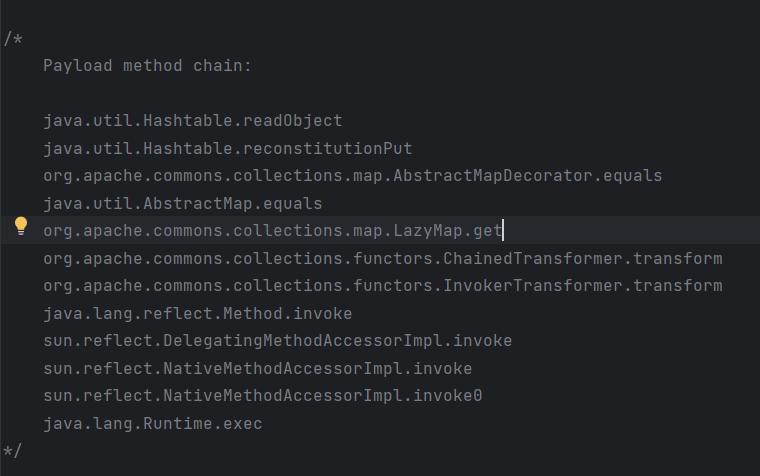 /*
Payload method chain:
java.util.Hashtable.readObject
java.util.Hashtable.reconstitutionPut
org.apache.commons.collections.map.AbstractMapDecorator.equals
java.util.AbstractMap.equals
org.apache.commons.collections.map.LazyMap.get
org.apache.commons.collections.functors.ChainedTransformer.transform
org.apache.commons.collections.functors.InvokerTransformer.transform
java.lang.reflect.Method.invoke
sun.reflect.DelegatingMethodAccessorImpl.invoke
sun.reflect.NativeMethodAccessorImpl.invoke
sun.reflect.NativeMethodAccessorImpl.invoke0
java.lang.Runtime.exec
*/